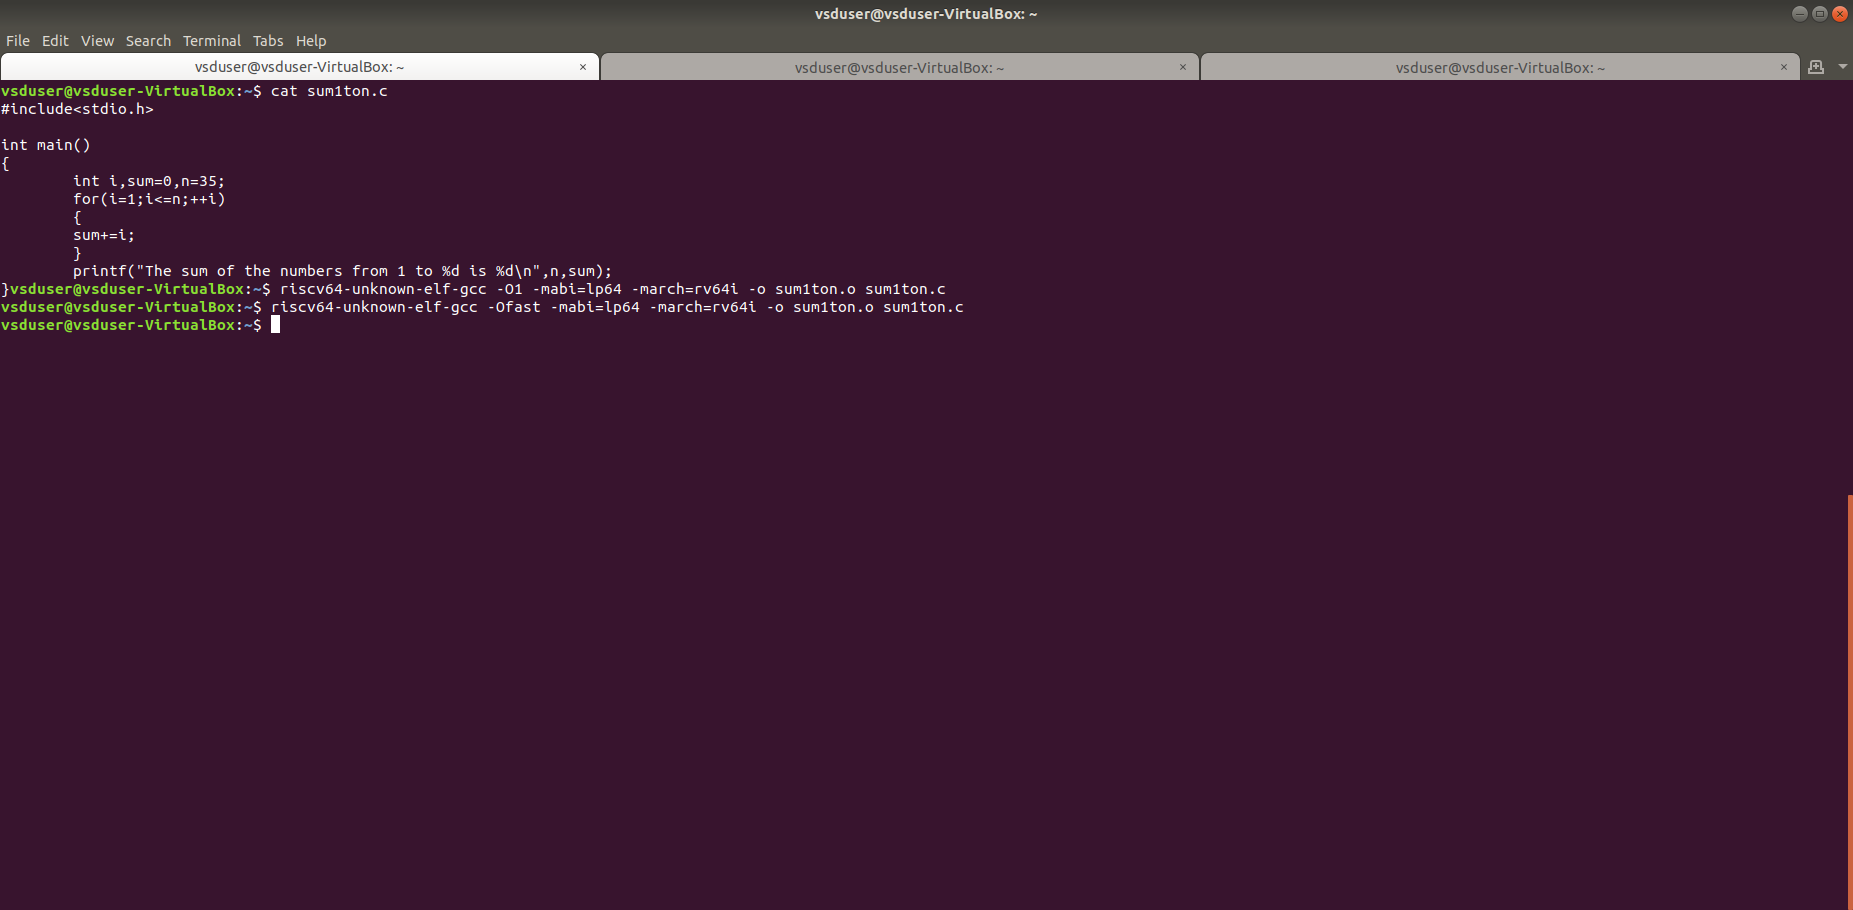 vsduser@vsduser-VirtualBox: ~
File Edit View Search Terminal Tabs Help
vsduser@vsduser-VirtualBox: ~ × vsduser@vsduser-VirtualBox: ~ × vsduser@vsduser-VirtualBox: ~ ×
vsduser@vsduser-VirtualBox:~$ cat sum1ton.c
#include<stdio.h>

int main()
{
        int i,sum=0,n=35;
        for(i=1;i<=n;++i)
        {
        sum+=i;
        }
        printf("The sum of the numbers from 1 to %d is %d\n",n,sum);
}vsduser@vsduser-VirtualBox:~$ riscv64-unknown-elf-gcc -O1 -mabi=lp64 -march=rv64i -o sum1ton.o sum1ton.c
vsduser@vsduser-VirtualBox:~$ riscv64-unknown-elf-gcc -Ofast -mabi=lp64 -march=rv64i -o sum1ton.o sum1ton.c
vsduser@vsduser-VirtualBox:~$